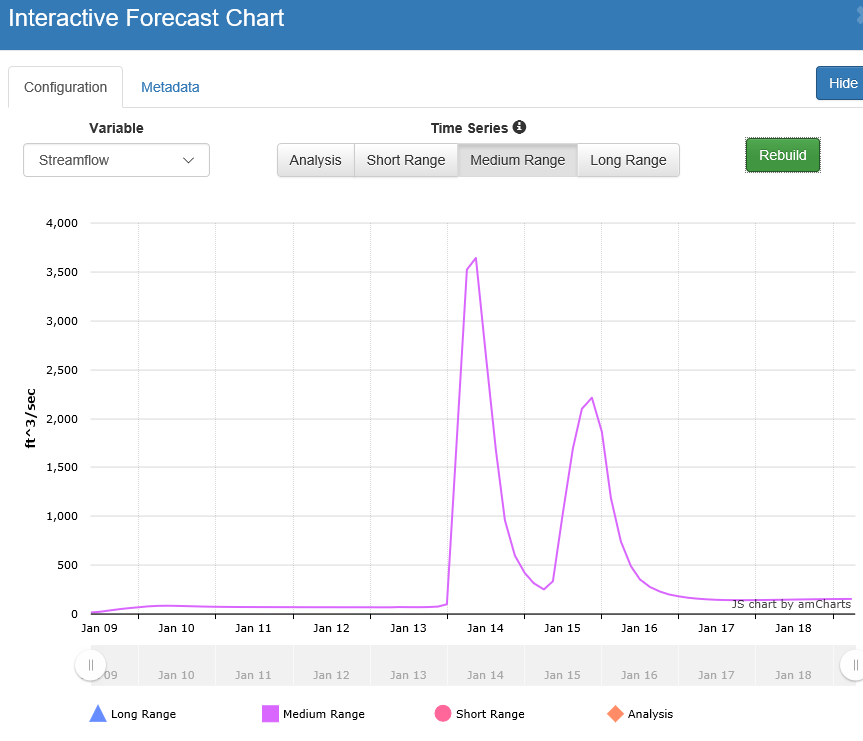 Interactive Forecast Chart
Configuration Metadata Hide
Variable Time Series
Streamflow Analysis Short Range Medium Range Long Range Rebuild
4,000
3,500
3,000
2,500
2,000
1,500
1,000
500
0
ft^3/sec
JS chart by amCharts
Jan 09 Jan 10 Jan 11 Jan 12 Jan 13 Jan 14 Jan 15 Jan 16 Jan 17 Jan 18
09 Jan 10 Jan 11 Jan 12 Jan 13 Jan 14 Jan 15 Jan 16 Jan 17 Jan 18
Long Range Medium Range Short Range Analysis